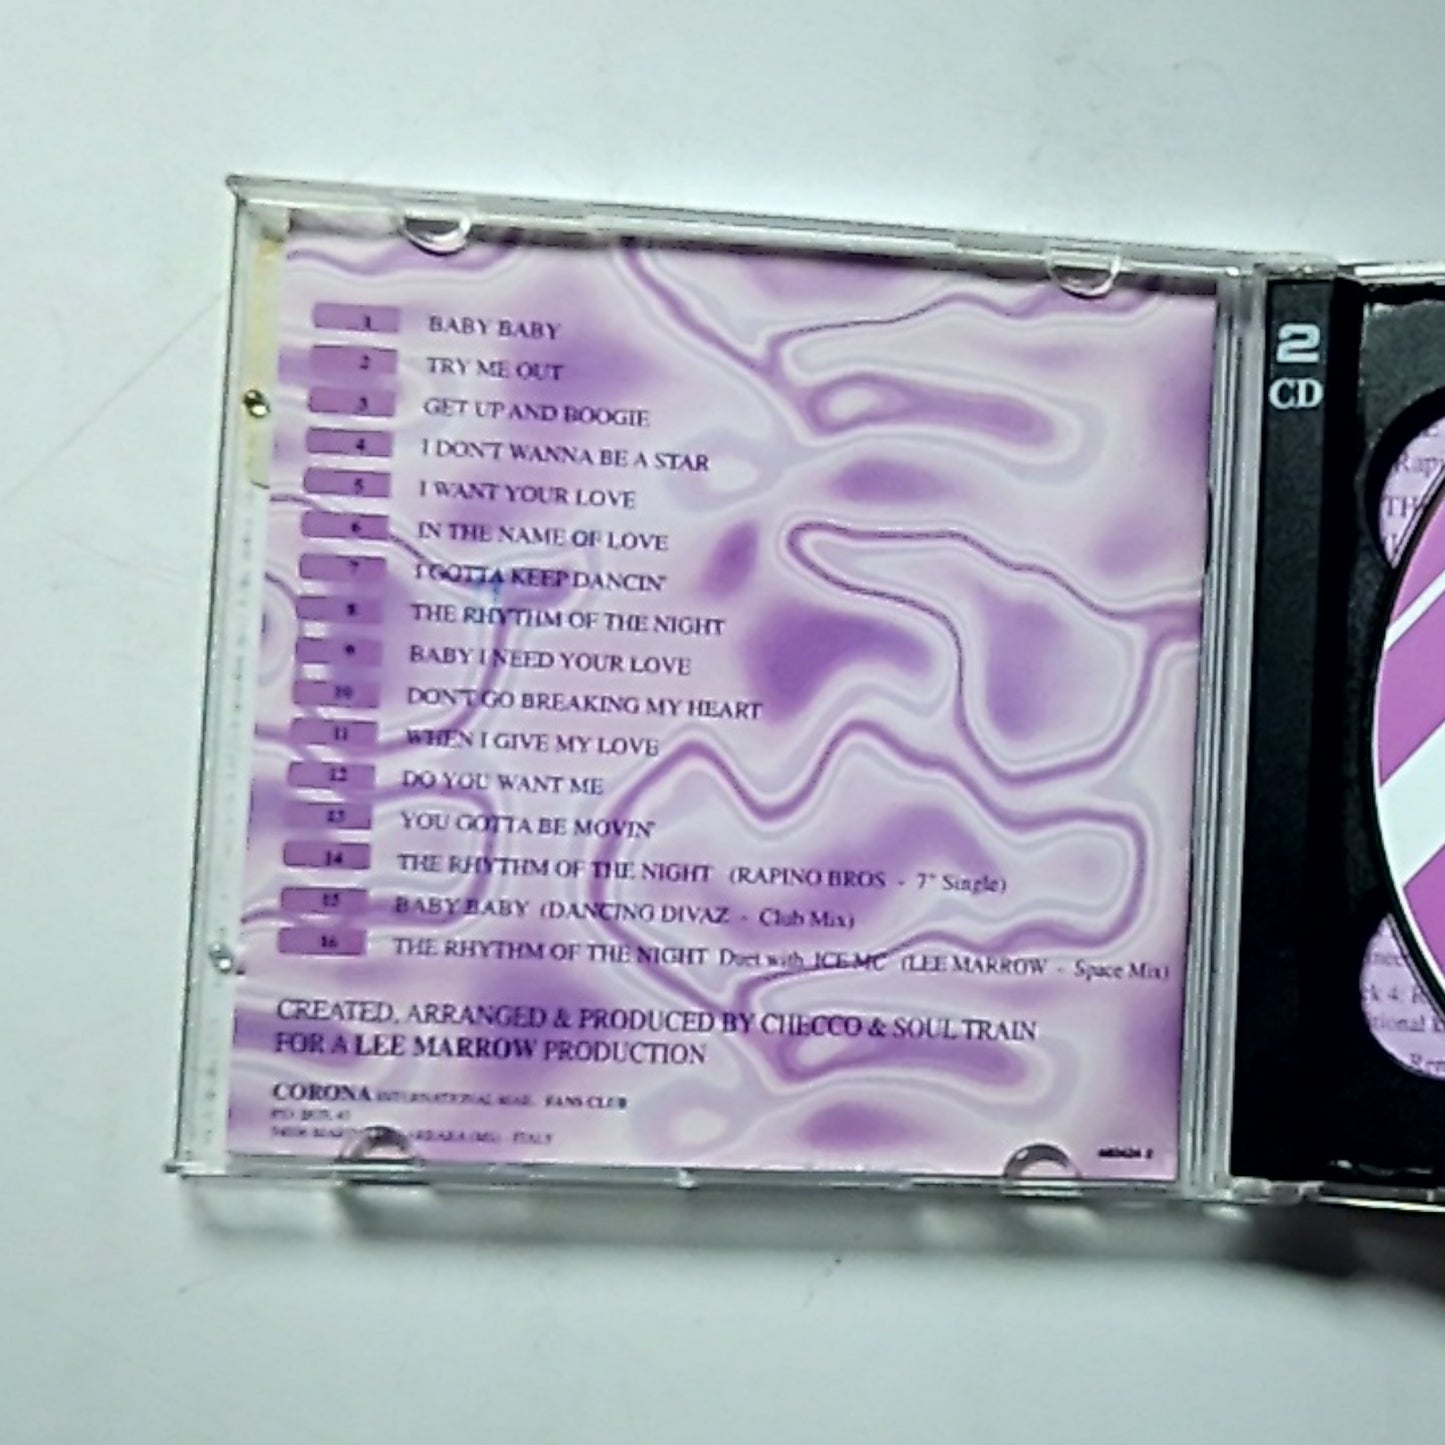 1 BABY BABY
2 TRY ME OUT
3 GET UP AND BOOGIE
4 I DON'T WANNA BE A STAR
5 I WANT YOUR LOVE
6 IN THE NAME OF LOVE
7 I GOTTA KEEP DANCIN'
8 THE RHYTHM OF THE NIGHT
9 BABY I NEED YOUR LOVE
10 DON'T GO BREAKING MY HEART
11 WHEN I GIVE MY LOVE
12 DO YOU WANT ME
13 YOU GOTTA BE MOVIN'
14 THE RHYTHM OF THE NIGHT (RAPINO BROS - 7" Single)
15 BABY BABY (DANCING DIVAZ - Club Mix)
16 THE RHYTHM OF THE NIGHT Duet with ICE MC (LEE MARROW - Space Mix)
CREATED, ARRANGED & PRODUCED BY CHECCO & SOUL TRAIN
FOR A LEE MARROW PRODUCTION
CORONA INTERNATIONAL MAIL FANS CLUB
ITALY
2
CD